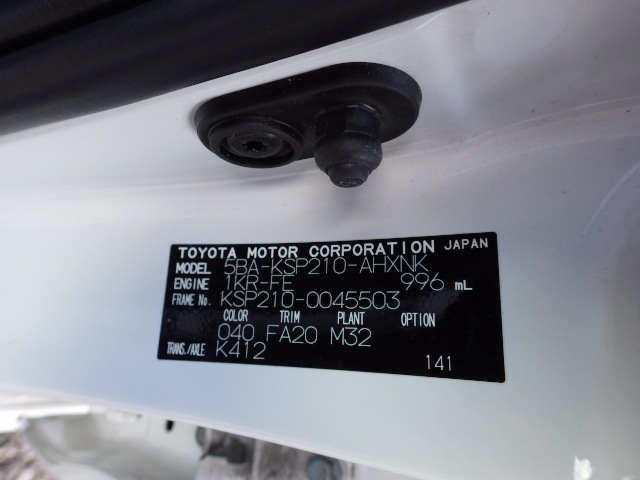 TOYOTA MOTOR CORPORATION JAPAN
MODEL 5BA-KSP210-AHXNK
ENGINE 1KR-FE 996 mL
FRAME No. KSP210-0045503
COLOR TRIM PLANT OPTION
040 FA20 M32
TRANS./AXLE K412
141